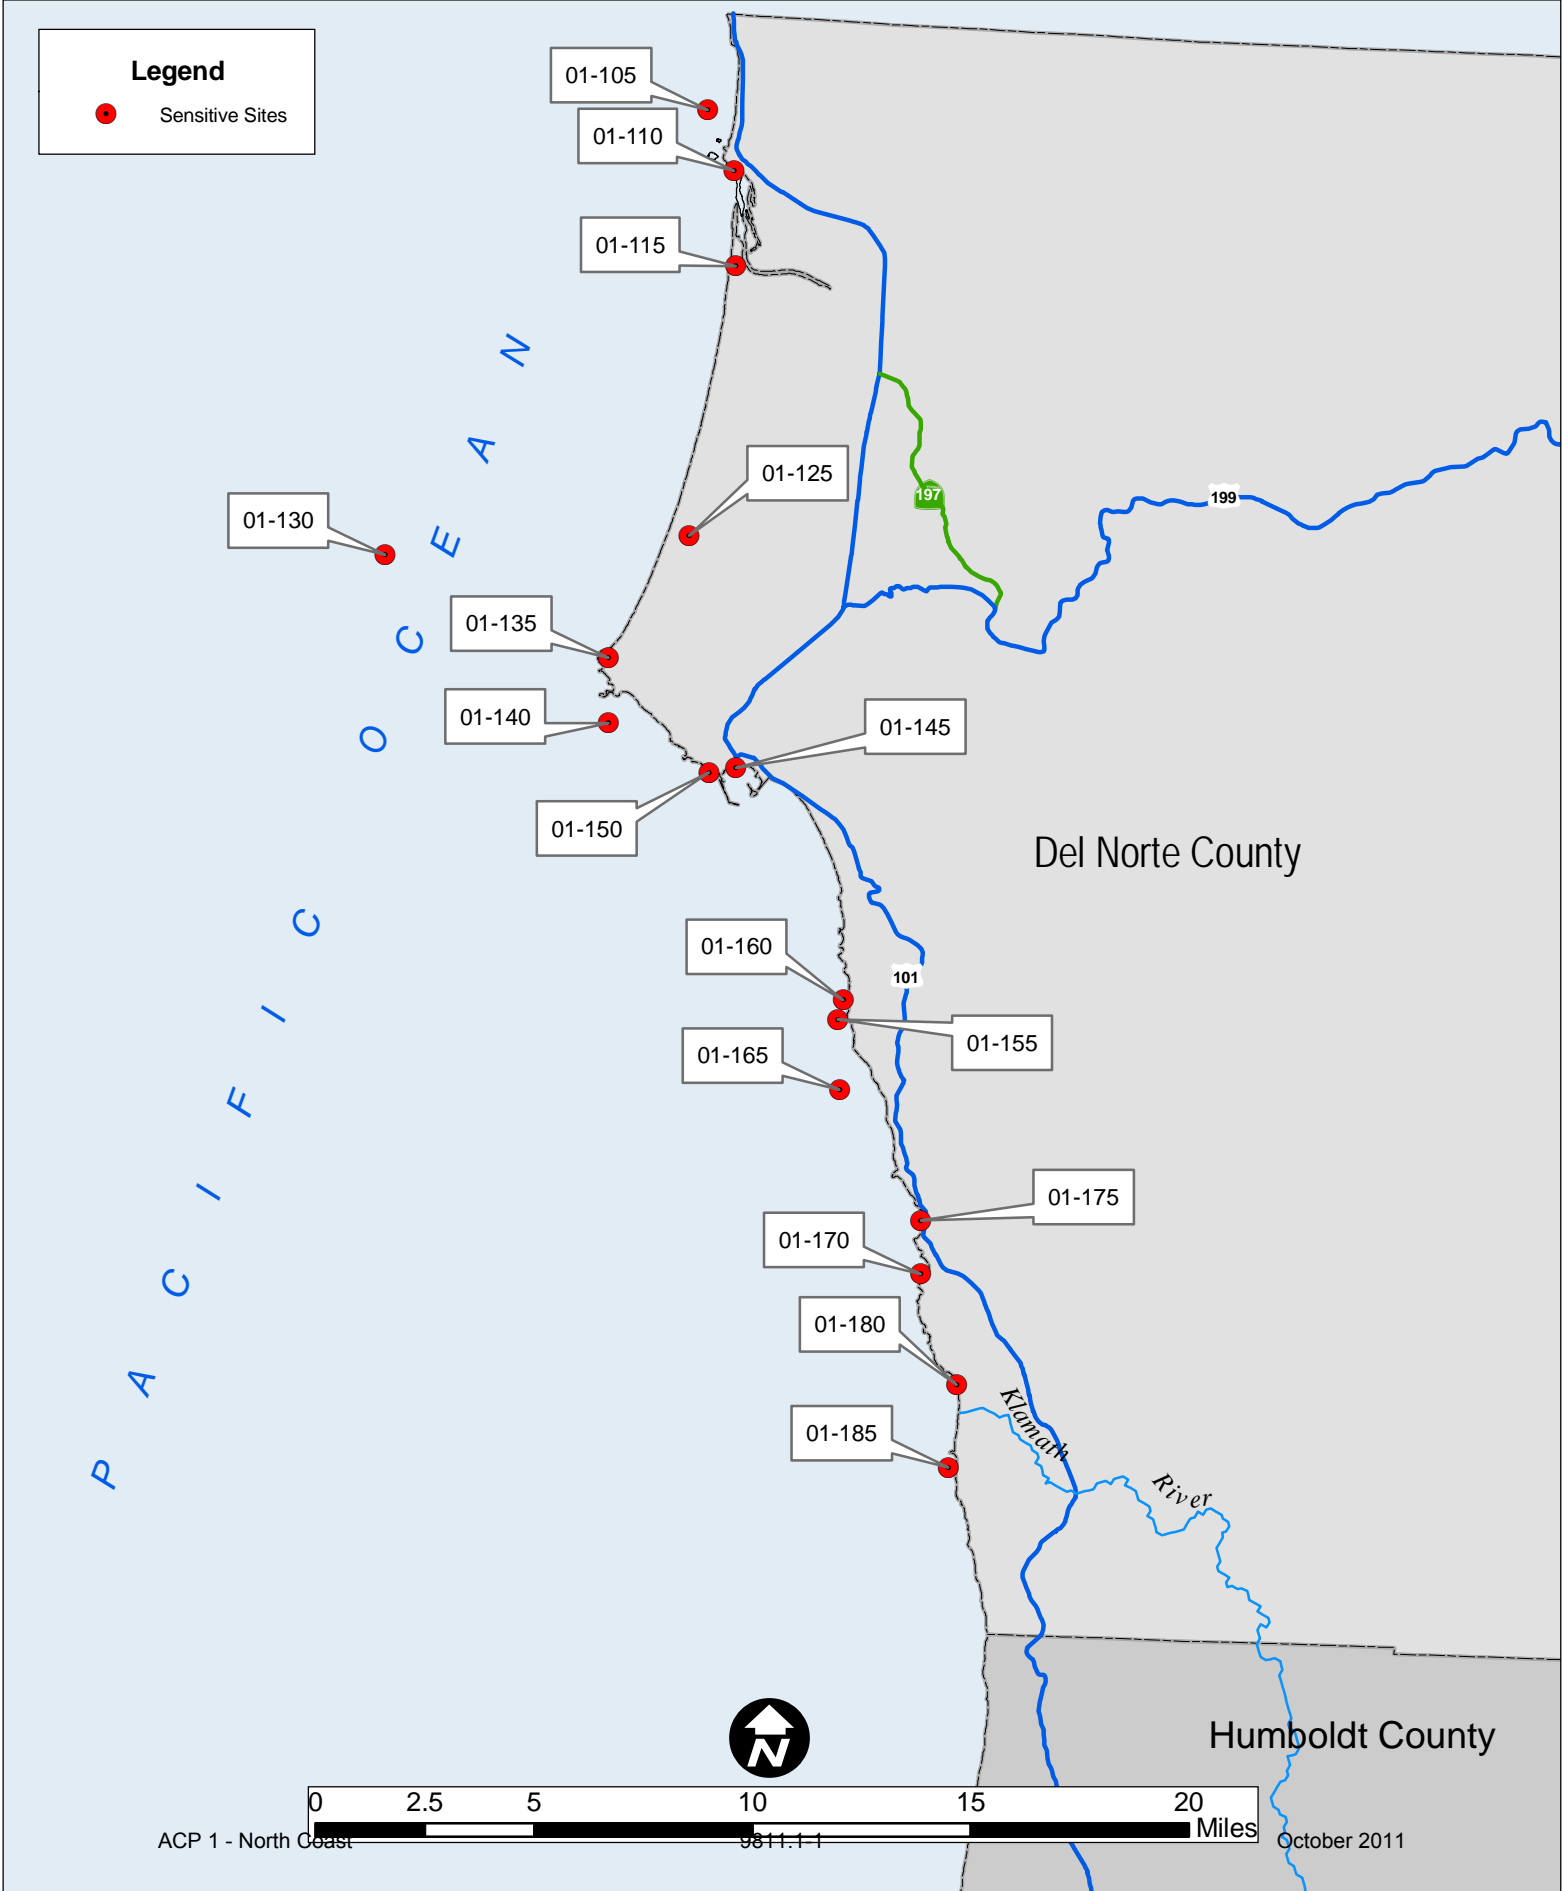 Legend
Sensitive Sites
01-105
01-110
01-115
01-125
197
199
01-130
01-135
01-140
01-145
01-150
Del Norte County
01-160
101
01-155
01-165
01-175
01-170
01-180
01-185
Klamath River
PACIFIC OCEAN
Humboldt County
N
0 2.5 5 10 15 20
Miles
ACP 1 - North Coast 9811.1-1 October 2011